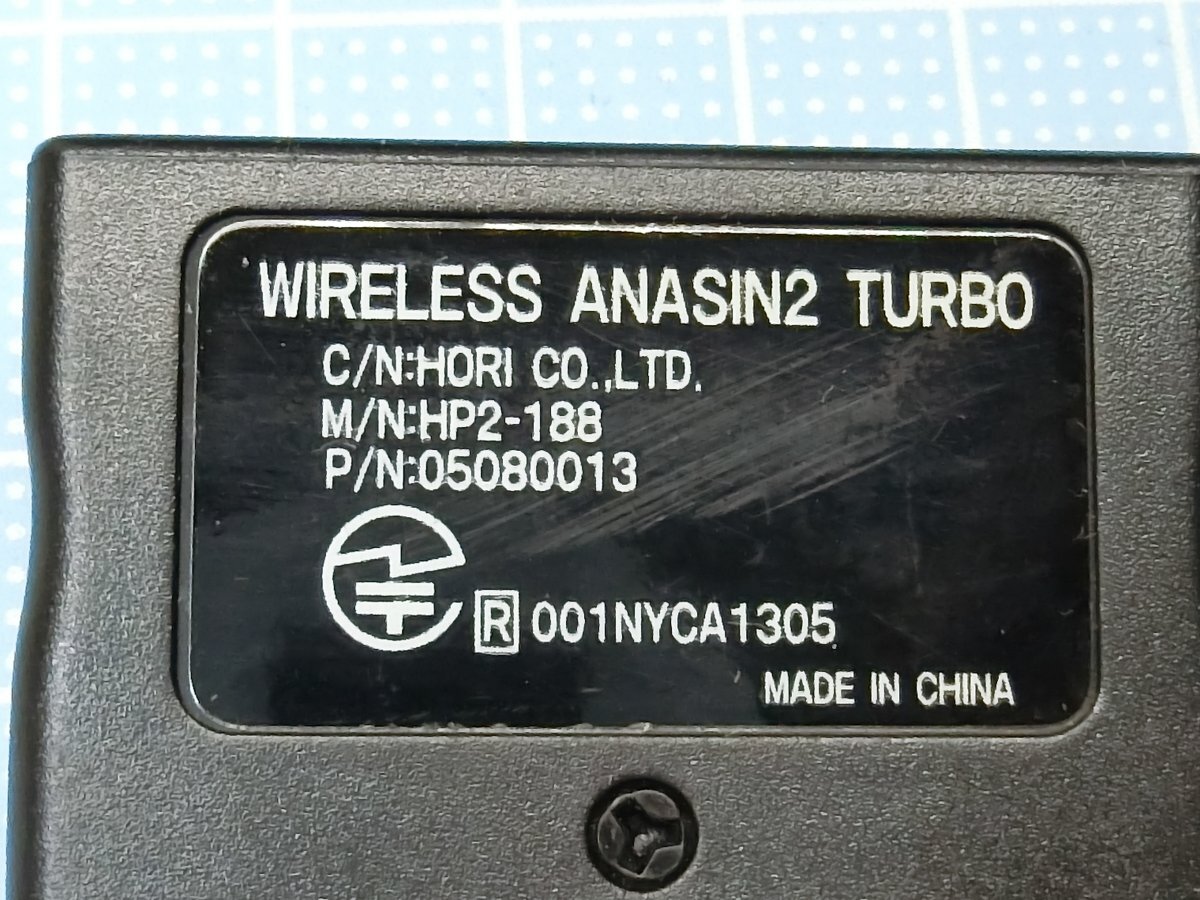 WIRELESS ANASIN2 TURBO
C/N:HORI CO.,LTD.
M/N:HP2-188
P/N:05080013
R 001NYCA1305
MADE IN CHINA